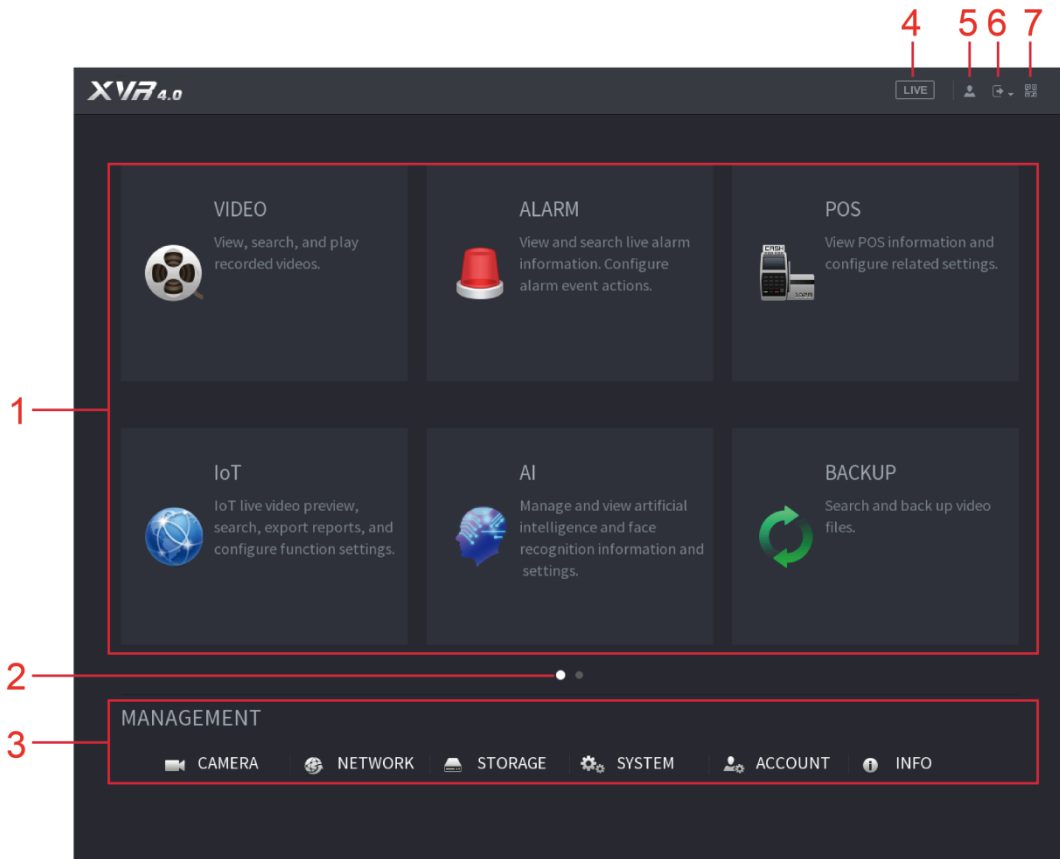 4 5 6 7
XVR 4.0
LIVE
VIDEO
View, search, and play
recorded videos.
ALARM
View and search live alarm
information. Configure
alarm event actions.
POS
View POS information and
configure related settings.
CASH
1
IoT
IoT live video preview,
search, export reports, and
configure function settings.
AI
Manage and view artificial
intelligence and face
recognition information and
settings.
BACKUP
Search and back up video
files.
2
3
MANAGEMENT
CAMERA NETWORK STORAGE SYSTEM ACCOUNT INFO